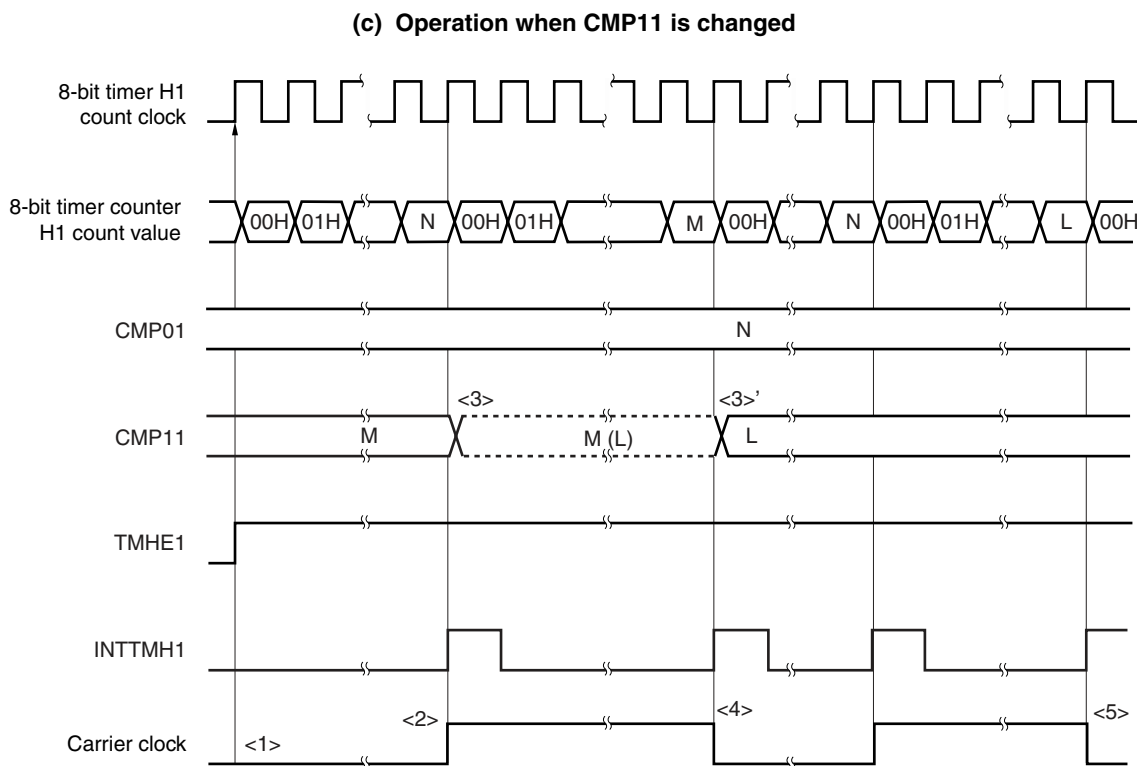 (c) Operation when CMP11 is changed
8-bit timer H1
count clock
8-bit timer counter
H1 count value
00H 01H N 00H 01H M 00H N 00H 01H L 00H
CMP01
N
<3> <3>’
CMP11
M M (L) L
TMHE1
INTTMH1
<2> <4> <5>
Carrier clock <1>